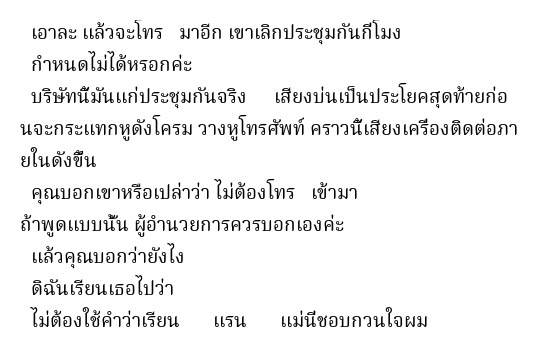 เอาละ แล้วจะโทร มาอีก เขาเลิกประชุมกันกี่โมง
กำหนดไม่ได้หรอกค่ะ
บริษัทนี้มันแก่ประชุมกันจริง เสียงบ่นเป็นประโยคสุดท้ายก่อ
นจะกระแทกหูดังโครม วางหูโทรศัพท์ คราวนี้เสียงเครื่องติดต่อภา
ยในดังขึ้น
คุณบอกเขาหรือเปล่าว่า ไม่ต้องโทร เข้ามา
ถ้าพูดแบบนั้น ผู้อำนวยการควรบอกเองค่ะ
แล้วคุณบอกว่ายังไง
ดิฉันเรียนเธอไปว่า
ไม่ต้องใช้คำว่าเรียน แรน แม่นี่ชอบกวนใจผม